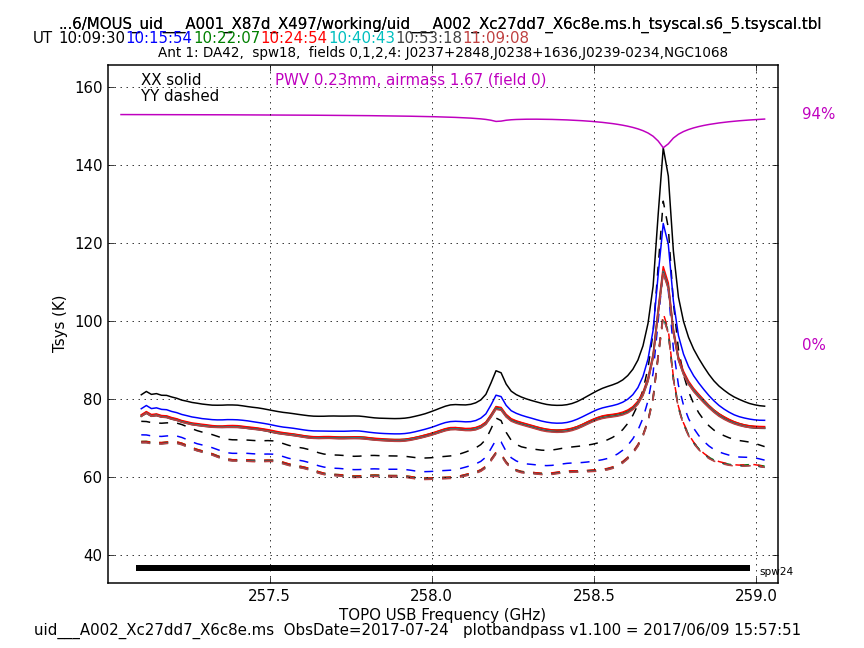 ...6/MOUS_uid___A001_X87d_X497/working/uid___A002_Xc27dd7_X6c8e.ms.h_tsyscal.s6_5.tsyscal.tbl
UT 10:09:30 10:15:54 10:22:07 10:24:54 10:40:43 10:53:18 11:09:08
Ant 1: DA42, spw18, fields 0,1,2,4: J0237+2848,J0238+1636,J0239-0234,NGC1068
XX solid PWV 0.23mm, airmass 1.67 (field 0)
YY dashed
160
140
120
100
80
60
40
Tsys (K)
94%
0%
spw24
257.5 258.0 258.5 259.0
TOPO USB Frequency (GHz)
uid___A002_Xc27dd7_X6c8e.ms ObsDate=2017-07-24 plotbandpass v1.100 = 2017/06/09 15:57:51